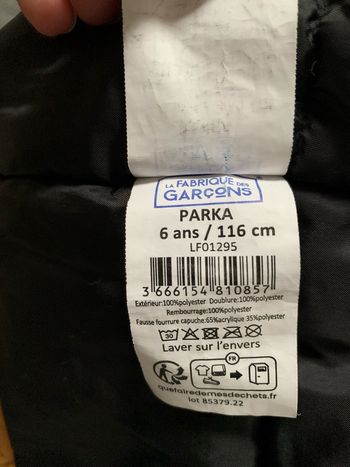 LA FABRIQUE DES
GARÇONS
PARKA
6 ans / 116 cm
LF01295
3 666154 810857
Extérieur:100%polyester Doublure:100%polyester
Rembourrage:100%polyester
Fausse fourrure capuche:65%acrylique 35%polyester
30
Laver sur l'envers
FR
quefairedemesdechets.fr
lot 85379.22